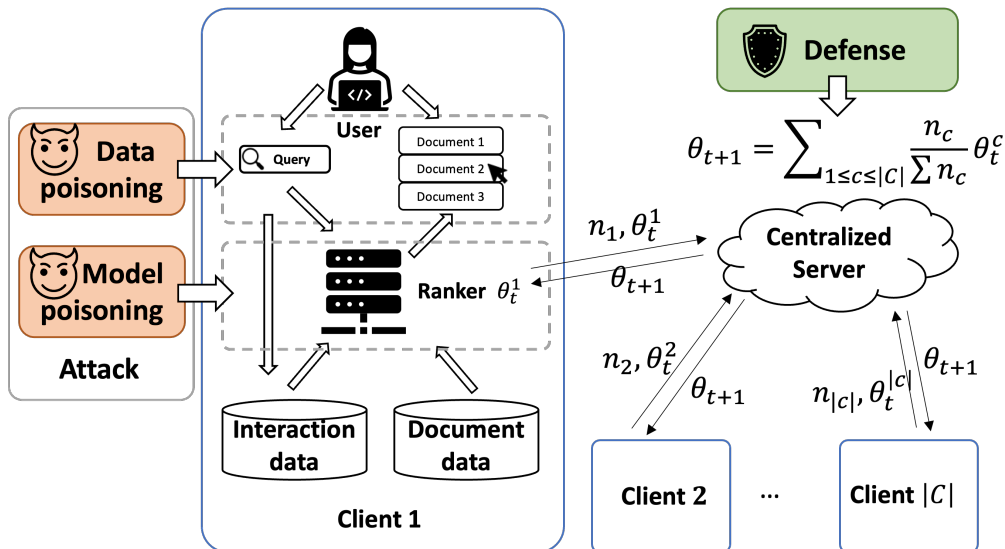 Data
poisoning
Model
poisoning
Attack
</>
User
Query
Document 1
Document 2
Document 3
Ranker θ_t^1
Interaction
data
Document
data
Client 1
Defense
θ_{t+1} = ∑_{1≤c≤|C|} \frac{n_c}{∑ n_c} θ_t^c
Centralized
Server
n_1, θ_t^1
θ_{t+1}
n_2, θ_t^2
θ_{t+1}
n_{|c|}, θ_t^{|c|}
θ_{t+1}
Client 2
...
Client |C|